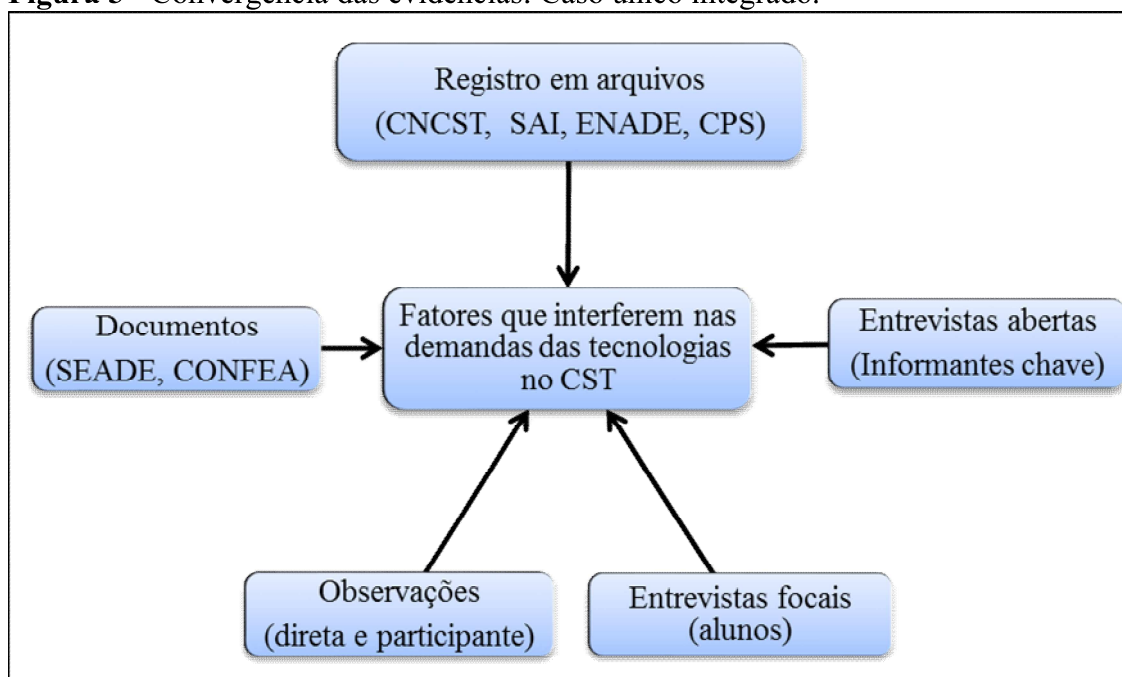 Figura 5 - Convergência das evidências: Caso único integrado.
Registro em arquivos
(CNCST, SAI, ENADE, CPS)
Documentos
(SEADE, CONFEA)
Fatores que interferem nas
demandas das tecnologias
no CST
Entrevistas abertas
(Informantes chave)
Observações
(direta e participante)
Entrevistas focais
(alunos)